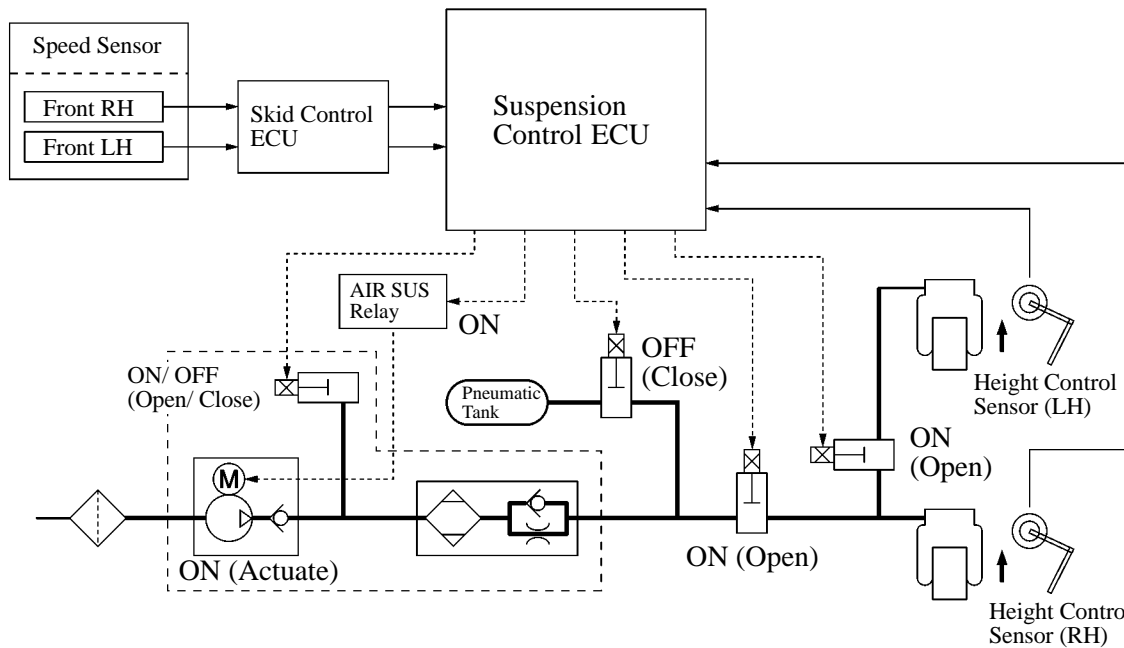 Speed Sensor
Front RH
Front LH
Skid Control
ECU
Suspension
Control ECU
AIR SUS
Relay
ON
ON/ OFF
(Open/ Close)
OFF
(Close)
Pneumatic
Tank
Height Control
Sensor (LH)
ON
(Open)
M
ON (Actuate)
ON (Open)
Height Control
Sensor (RH)